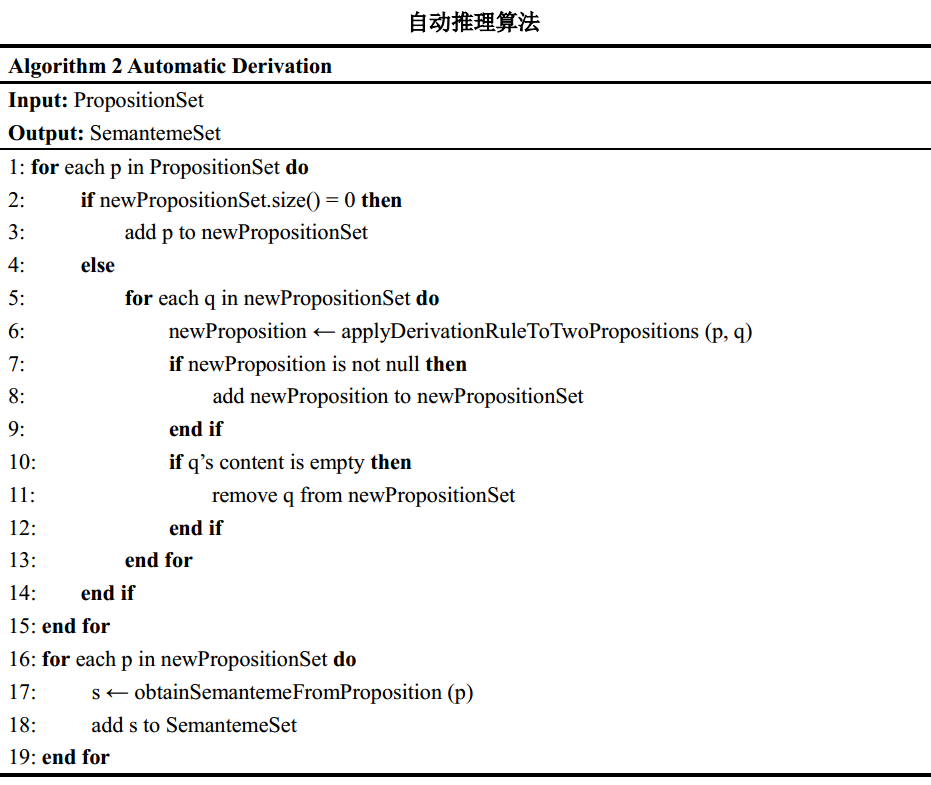 自动推理算法
Algorithm 2 Automatic Derivation
Input: PropositionSet
Output: SemantemeSet
1: for each p in PropositionSet do
2: if newPropositionSet.size() = 0 then
3: add p to newPropositionSet
4: else
5: for each q in newPropositionSet do
6: newProposition ← applyDerivationRuleToTwoPropositions (p, q)
7: if newProposition is not null then
8: add newProposition to newPropositionSet
9: end if
10: if q’s content is empty then
11: remove q from newPropositionSet
12: end if
13: end for
14: end if
15: end for
16: for each p in newPropositionSet do
17: s ← obtainSemantemeFromProposition (p)
18: add s to SemantemeSet
19: end for